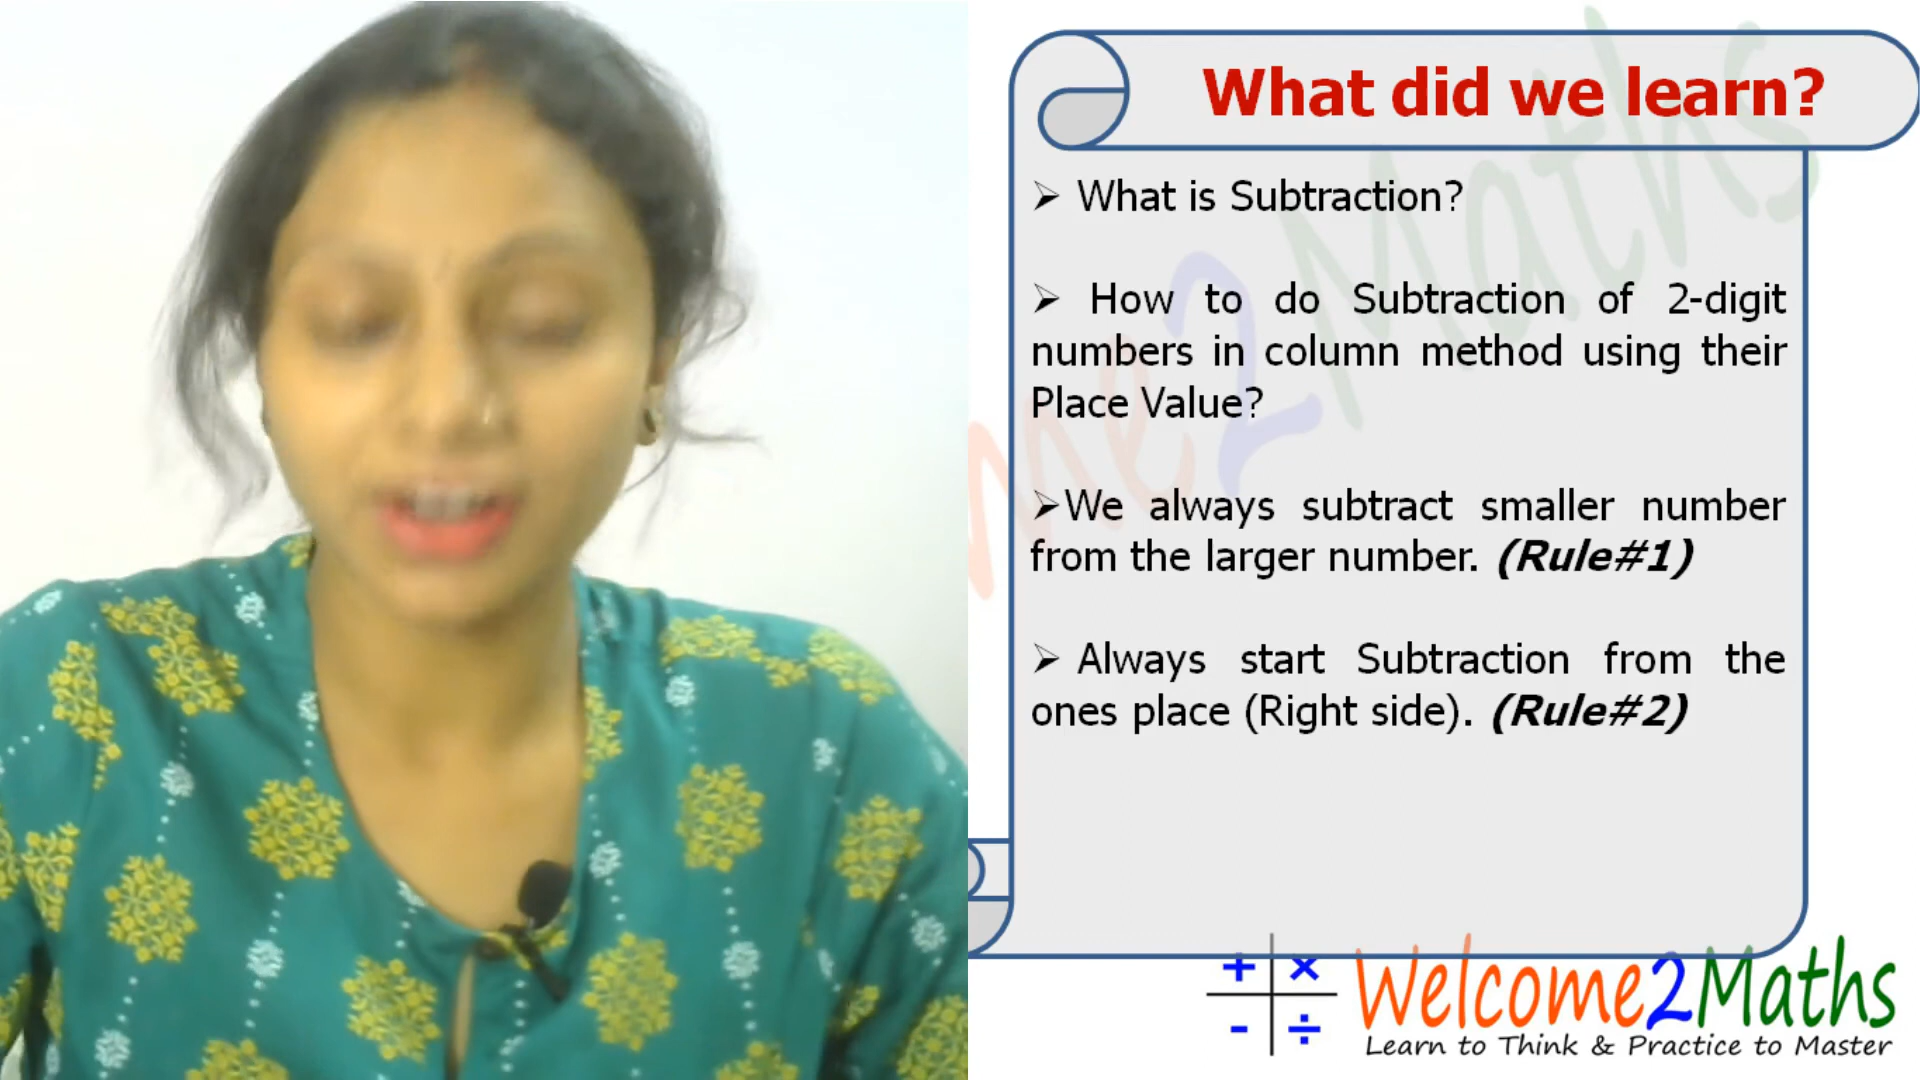 What did we learn?
➢ What is Subtraction?
➢ How to do Subtraction of 2-digit
numbers in column method using their
Place Value?
➢We always subtract smaller number
from the larger number. (Rule#1)
➢ Always start Subtraction from the
ones place (Right side). (Rule#2)
+ ×
- ÷
Welcome2Maths
Learn to Think & Practice to Master
me2Maths